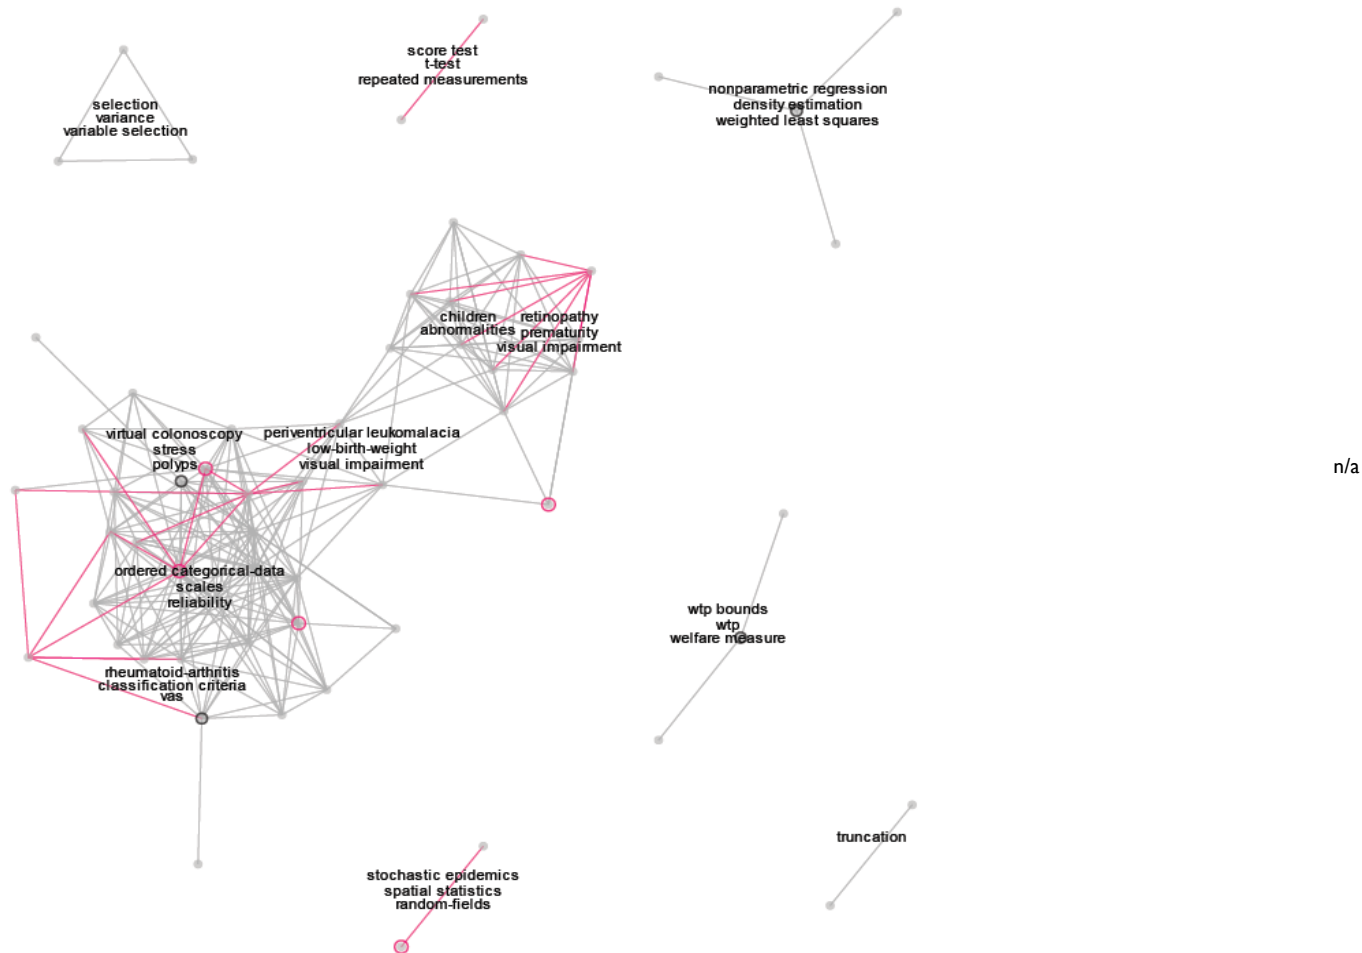 score test
t-test
repeated measurements
selection
variance
variable selection
nonparametric regression
density estimation
weighted least squares
children
abnormalities
retinopathy
prematurity
visual impairment
virtual colonoscopy
stress
polyps
periventricular leukomalacia
low-birth-weight
visual impairment
n/a
ordered categorical-data
scales
reliability
wtp bounds
wtp
welfare measure
rheumatoid-arthritis
classification criteria
vas
truncation
stochastic epidemics
spatial statistics
random-fields